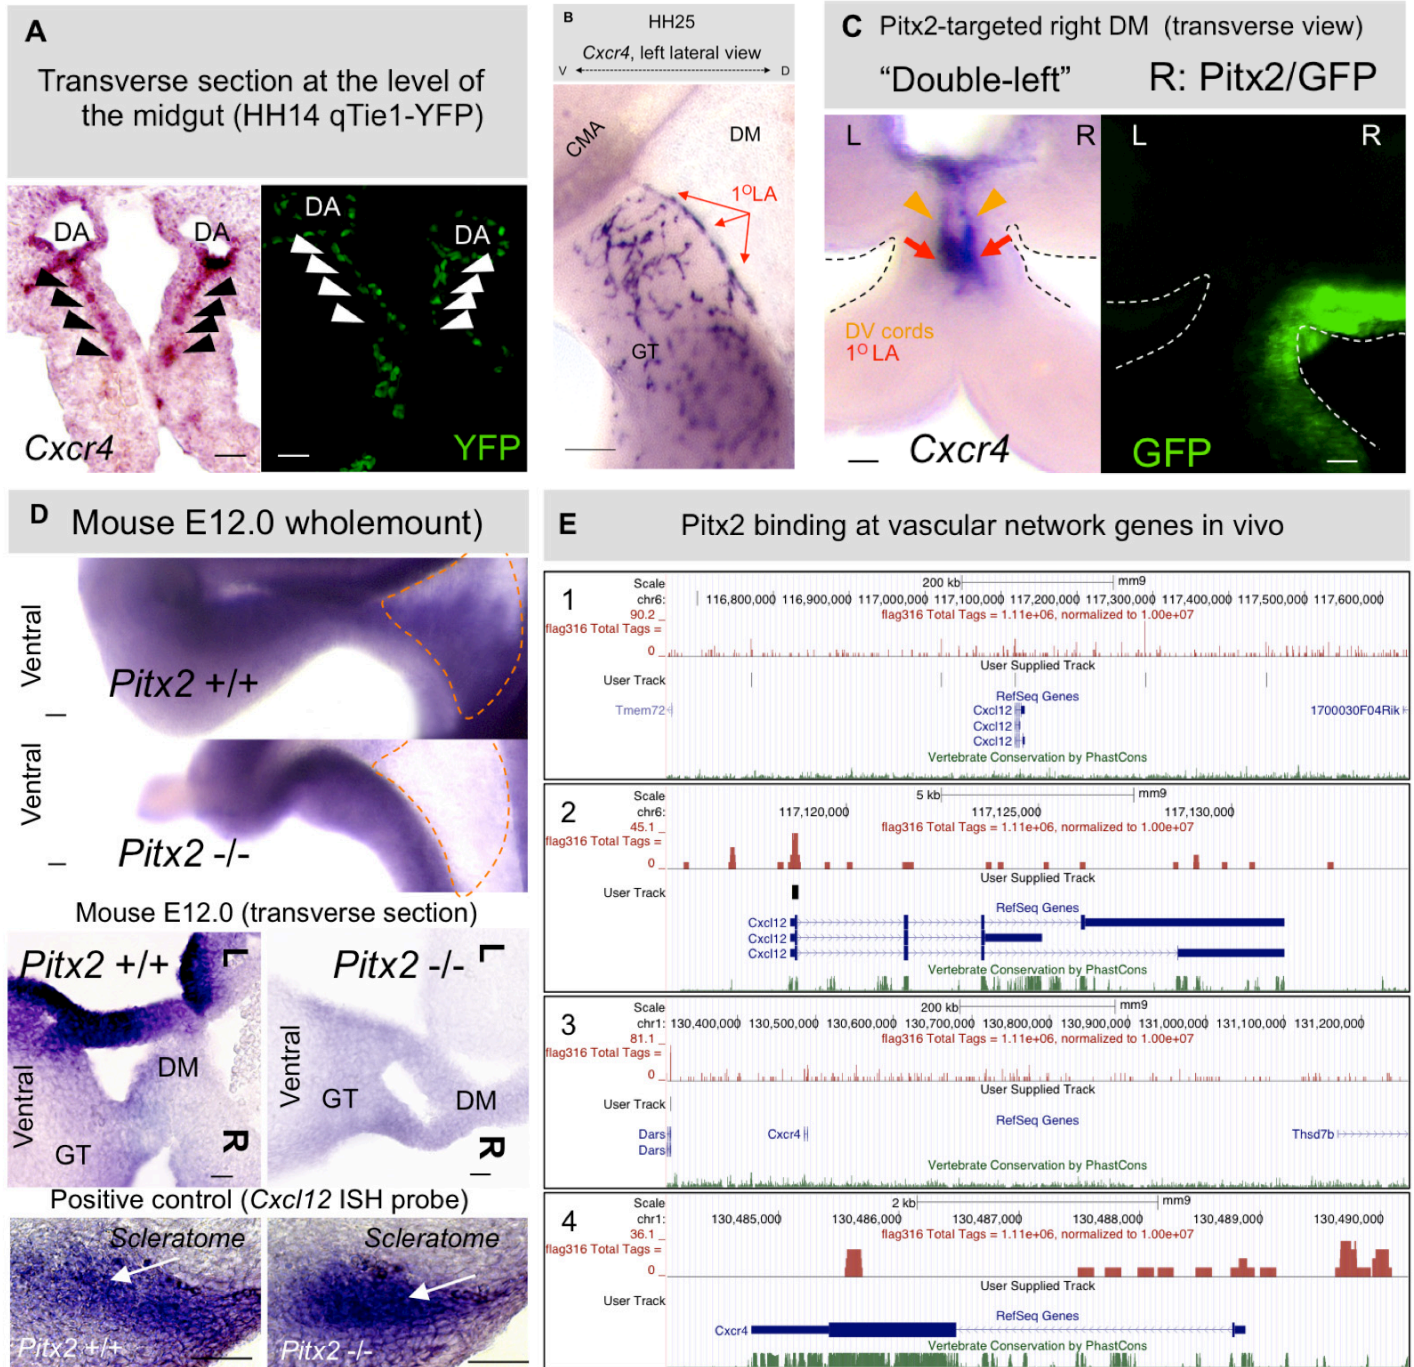 A
Transverse section at the level of
the midgut (HH14 qTie1-YFP)
DA
DA
Cxcr4
DA
DA
YFP
B
HH25
Cxcr4, left lateral view
V
D
CMA
DM
1ᴼLA
GT
C Pitx2-targeted right DM (transverse view)
“Double-left” R: Pitx2/GFP
L
R
DV cords
1ᴼ LA
Cxcr4
L
R
GFP
D Mouse E12.0 wholemount)
Ventral
Pitx2 +/+
Ventral
Pitx2 -/-
Mouse E12.0 (transverse section)
Pitx2 +/+
L
Ventral
DM
GT
R
Pitx2 -/-
L
Ventral
GT
DM
R
Positive control (Cxcl12 ISH probe)
Scleratome
Pitx2 +/+
Scleratome
Pitx2 -/-
E Pitx2 binding at vascular network genes in vivo
1
Scale 200 kb mm9
chr6: 116,800,000 116,900,000 117,000,000 117,100,000 117,200,000 117,300,000 117,400,000 117,500,000 117,600,000
90.2 flag316 Total Tags = 1.11e+06, normalized to 1.00e+07
flag316 Total Tags =
0
User Supplied Track
User Track
RefSeq Genes
Tmem72 Cxcl12 1700030F04Rik
Cxcl12
Cxcl12
Vertebrate Conservation by PhastCons
2
Scale 5 kb mm9
chr6: 117,120,000 117,125,000 117,130,000
45.1 flag316 Total Tags = 1.11e+06, normalized to 1.00e+07
flag316 Total Tags =
0
User Supplied Track
User Track
RefSeq Genes
Cxcl12
Cxcl12
Cxcl12
Vertebrate Conservation by PhastCons
3
Scale 200 kb mm9
chr1: 130,400,000 130,500,000 130,600,000 130,700,000 130,800,000 130,900,000 131,000,000 131,100,000 131,200,000
81.1 flag316 Total Tags = 1.11e+06, normalized to 1.00e+07
flag316 Total Tags =
0
User Supplied Track
User Track
RefSeq Genes
Dars Cxcr4 Thsd7b
Dars
Vertebrate Conservation by PhastCons
4
Scale 2 kb mm9
chr1: 130,485,000 130,486,000 130,487,000 130,488,000 130,489,000 130,490,000
36.1 flag316 Total Tags = 1.11e+06, normalized to 1.00e+07
flag316 Total Tags =
0
User Supplied Track
User Track
RefSeq Genes
Cxcr4
Vertebrate Conservation by PhastCons